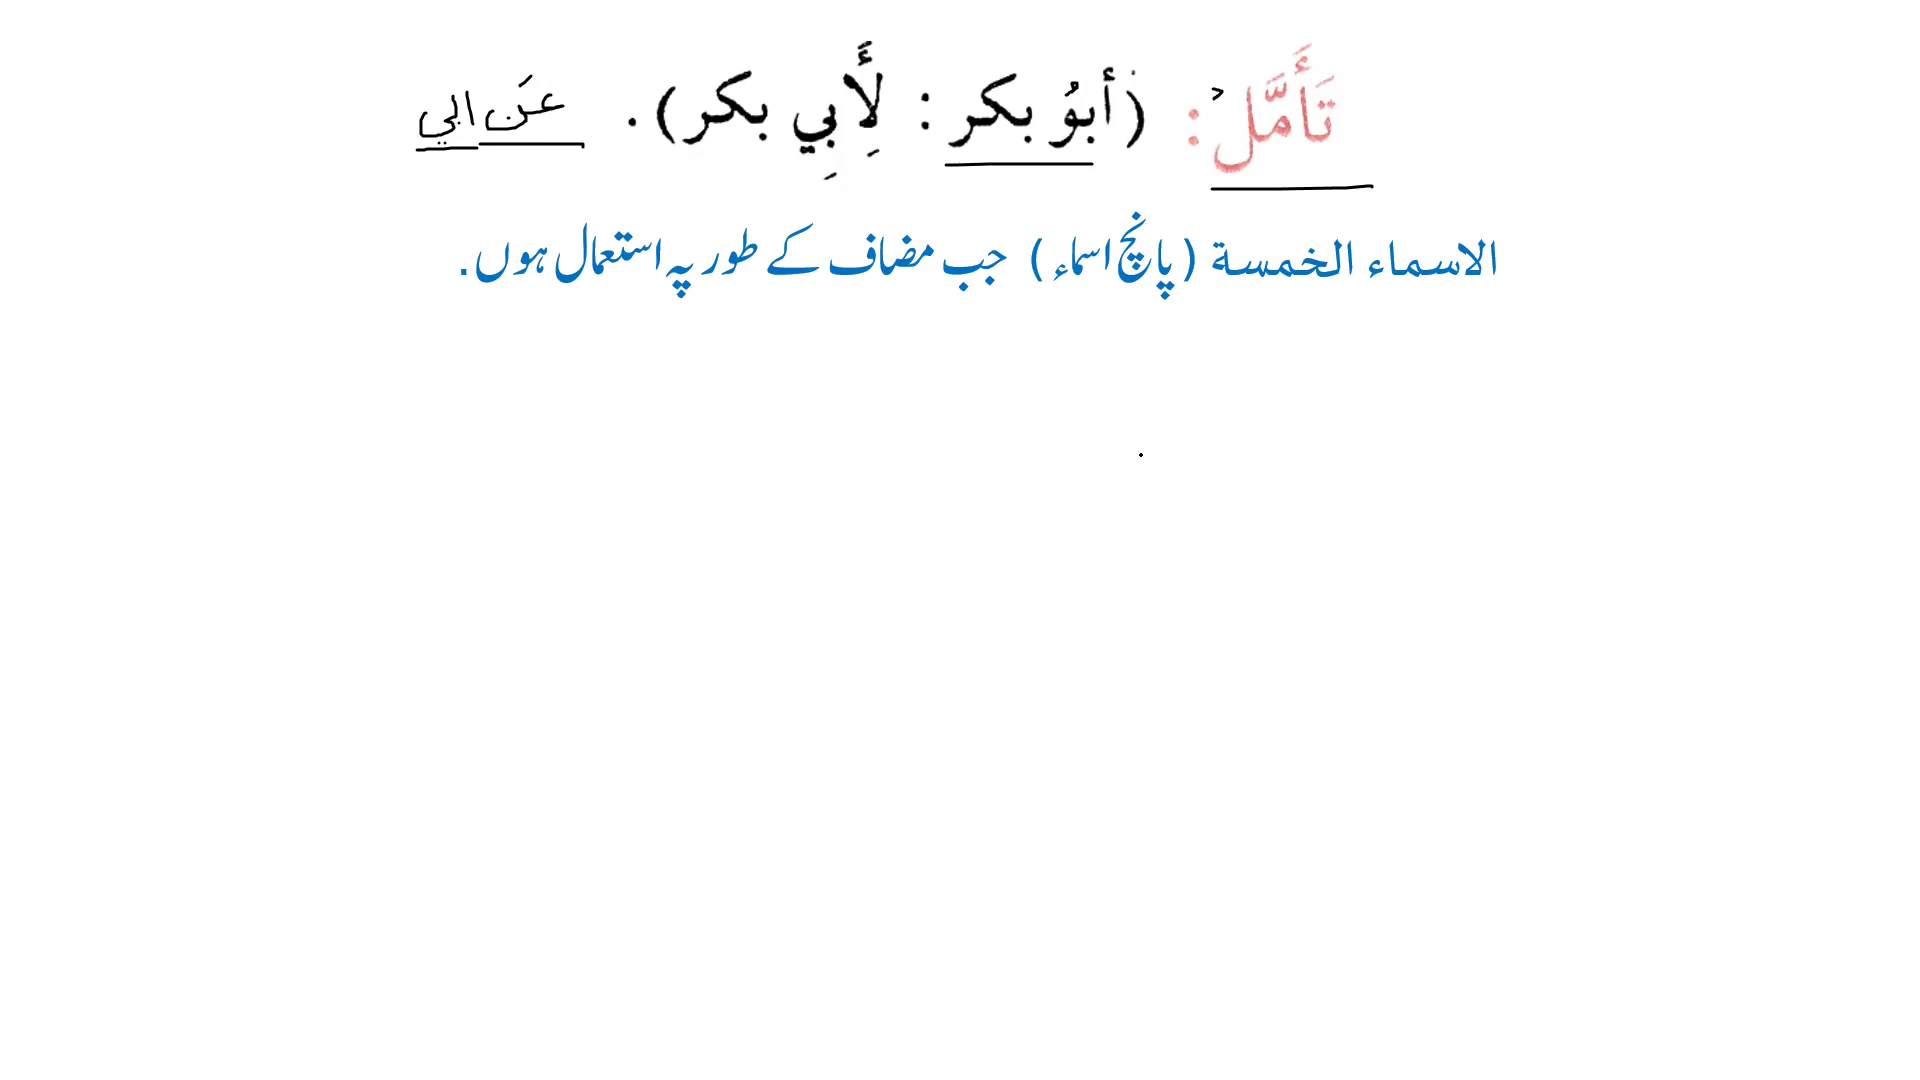 تَأَمَّلْ: (أبُو بكر : لِأَبِي بكر). عَن ابي
الاسماء الخمسة (پانچ اسماء) جب مضاف کے طور پہ استعمال ہوں.